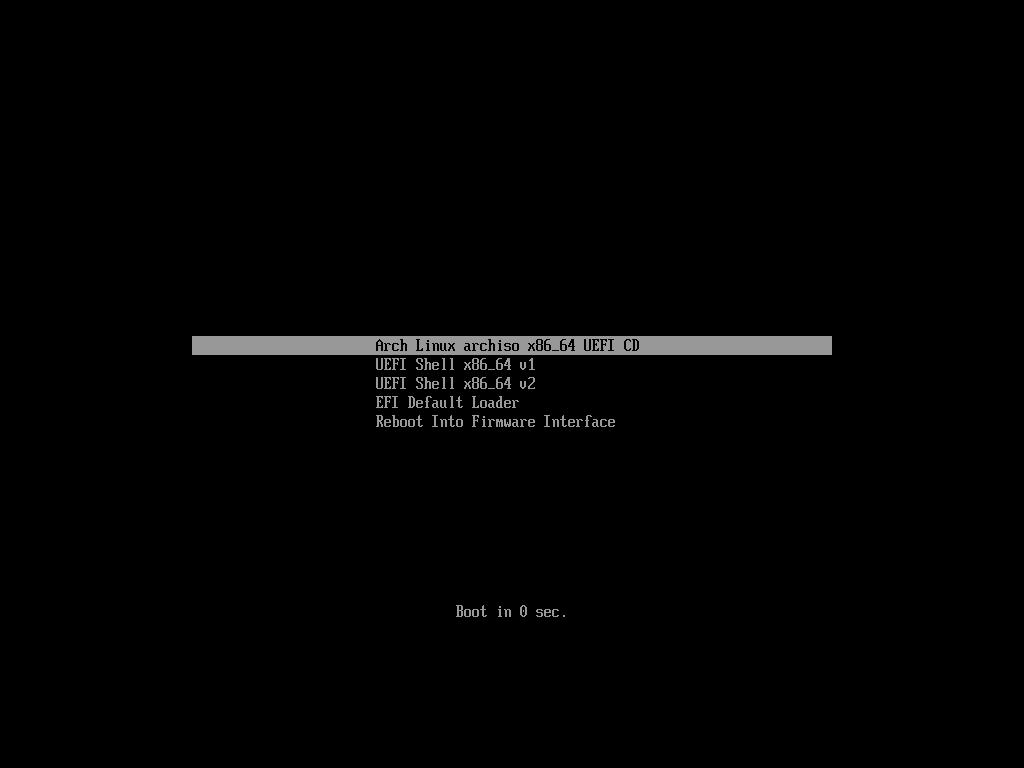 Arch Linux archiso x86_64 UEFI CD
UEFI Shell x86_64 v1
UEFI Shell x86_64 v2
EFI Default Loader
Reboot Into Firmware Interface
Boot in 0 sec.